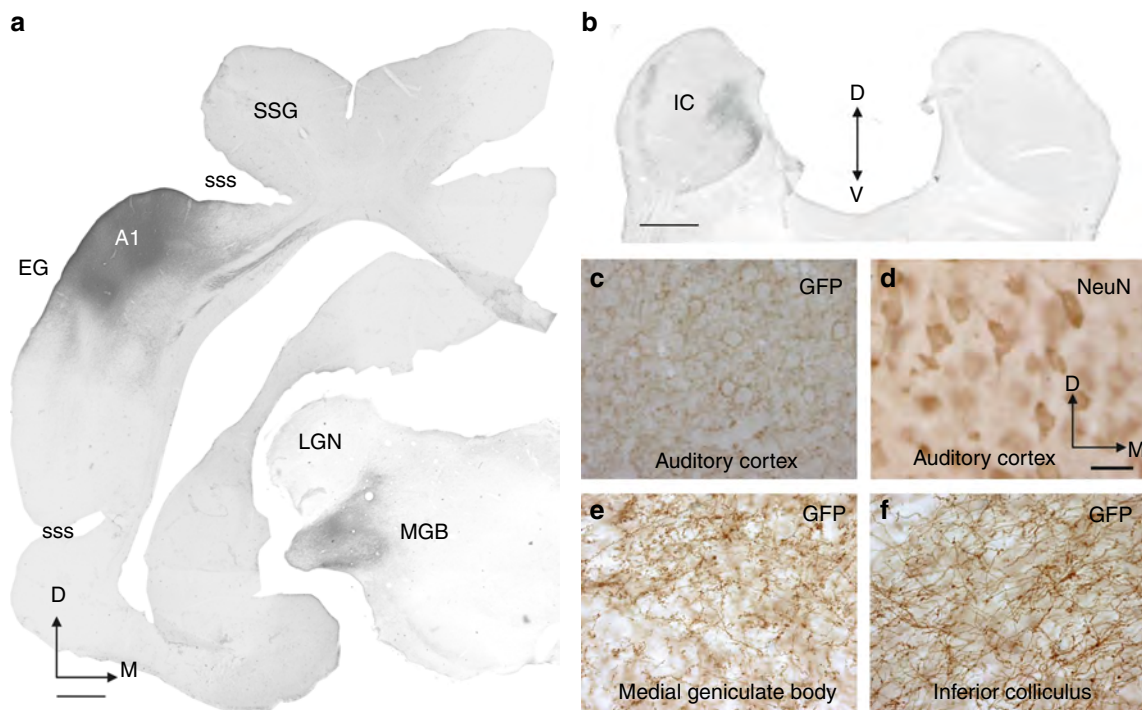 a
SSG
sss
A1
EG
LGN
MGB
sss
D
M
b
IC
D
V
c
GFP
Auditory cortex
d
NeuN
D
M
Auditory cortex
e
GFP
Medial geniculate body
f
GFP
Inferior colliculus